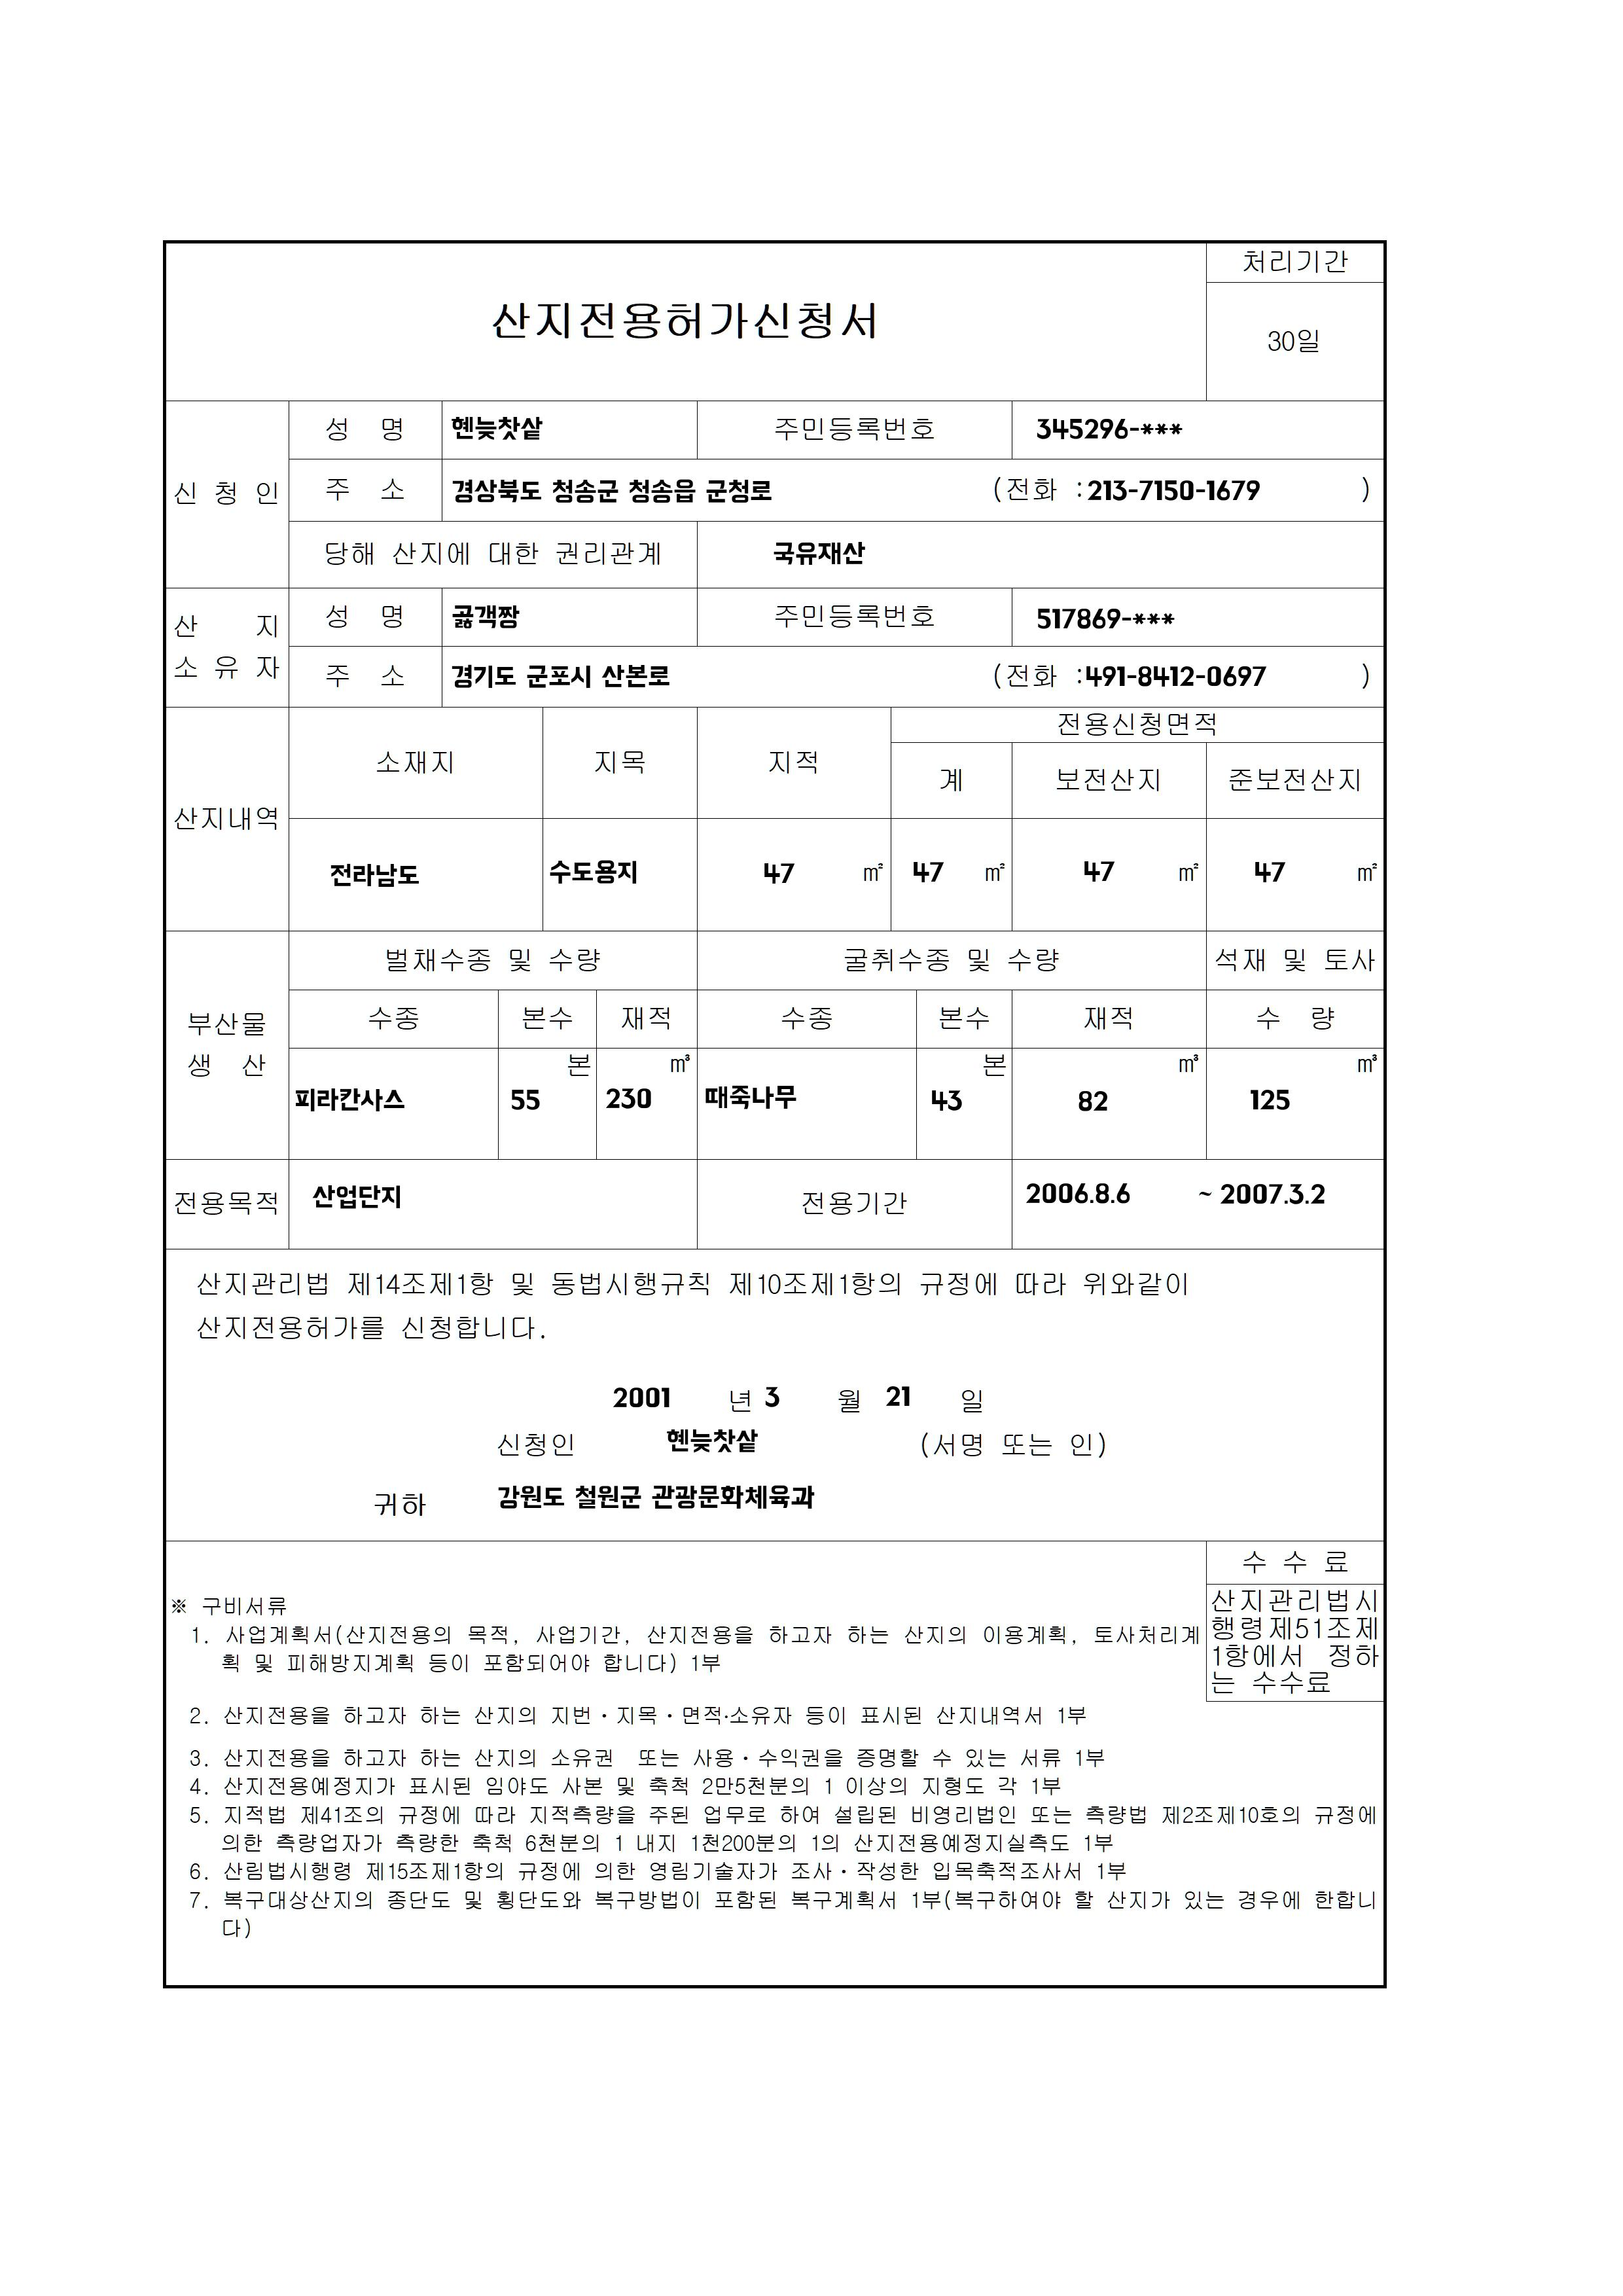 처리기간
산지전용허가신청서
30일
신 청 인
성 명 헨늦찻샅 주민등록번호 345296-***
주 소 경상북도 청송군 청송읍 군청로 (전화 :213-7150-1679 )
당해 산지에 대한 권리관계 국유재산
산 지
소 유 자
성 명 곯객짱 주민등록번호 517869-***
주 소 경기도 군포시 산본로 (전화 :491-8412-0697 )
산지내역
소재지 지목 지적 전용신청면적
계 보전산지 준보전산지
전라남도 수도용지 47 ㎡ 47 ㎡ 47 ㎡ 47 ㎡
부산물
생 산
벌채수종 및 수량 굴취수종 및 수량 석재 및 토사
수종 본수 재적 수종 본수 재적 수 량
본 ㎥ 본 ㎥ ㎥
피라칸사스 55 230 때죽나무 43 82 125
전용목적 산업단지 전용기간 2006.8.6 ~ 2007.3.2
산지관리법 제14조제1항 및 동법시행규칙 제10조제1항의 규정에 따라 위와같이
산지전용허가를 신청합니다.
2001 년 3 월 21 일
신청인 헨늦찻샅 (서명 또는 인)
귀하 강원도 철원군 관광문화체육과
수 수 료
산지관리법시
행령제51조제
1항에서 정하
는 수수료
※ 구비서류
1. 사업계획서(산지전용의 목적, 사업기간, 산지전용을 하고자 하는 산지의 이용계획, 토사처리계
획 및 피해방지계획 등이 포함되어야 합니다) 1부
2. 산지전용을 하고자 하는 산지의 지번·지목·면적·소유자 등이 표시된 산지내역서 1부
3. 산지전용을 하고자 하는 산지의 소유권 또는 사용·수익권을 증명할 수 있는 서류 1부
4. 산지전용예정지가 표시된 임야도 사본 및 축척 2만5천분의 1 이상의 지형도 각 1부
5. 지적법 제41조의 규정에 따라 지적측량을 주된 업무로 하여 설립된 비영리법인 또는 측량법 제2조제10호의 규정에
의한 측량업자가 측량한 축척 6천분의 1 내지 1천200분의 1의 산지전용예정지실측도 1부
6. 산림법시행령 제15조제1항의 규정에 의한 영림기술자가 조사·작성한 입목축적조사서 1부
7. 복구대상산지의 종단도 및 횡단도와 복구방법이 포함된 복구계획서 1부(복구하여야 할 산지가 있는 경우에 한합니
다)